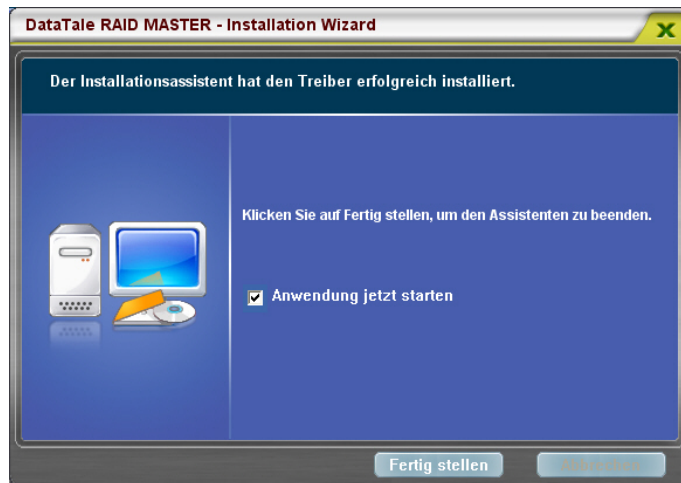 DataTale RAID MASTER - Installation Wizard
Der Installationsassistent hat den Treiber erfolgreich installiert.
Klicken Sie auf Fertig stellen, um den Assistenten zu beenden.
Anwendung jetzt starten
Fertig stellen